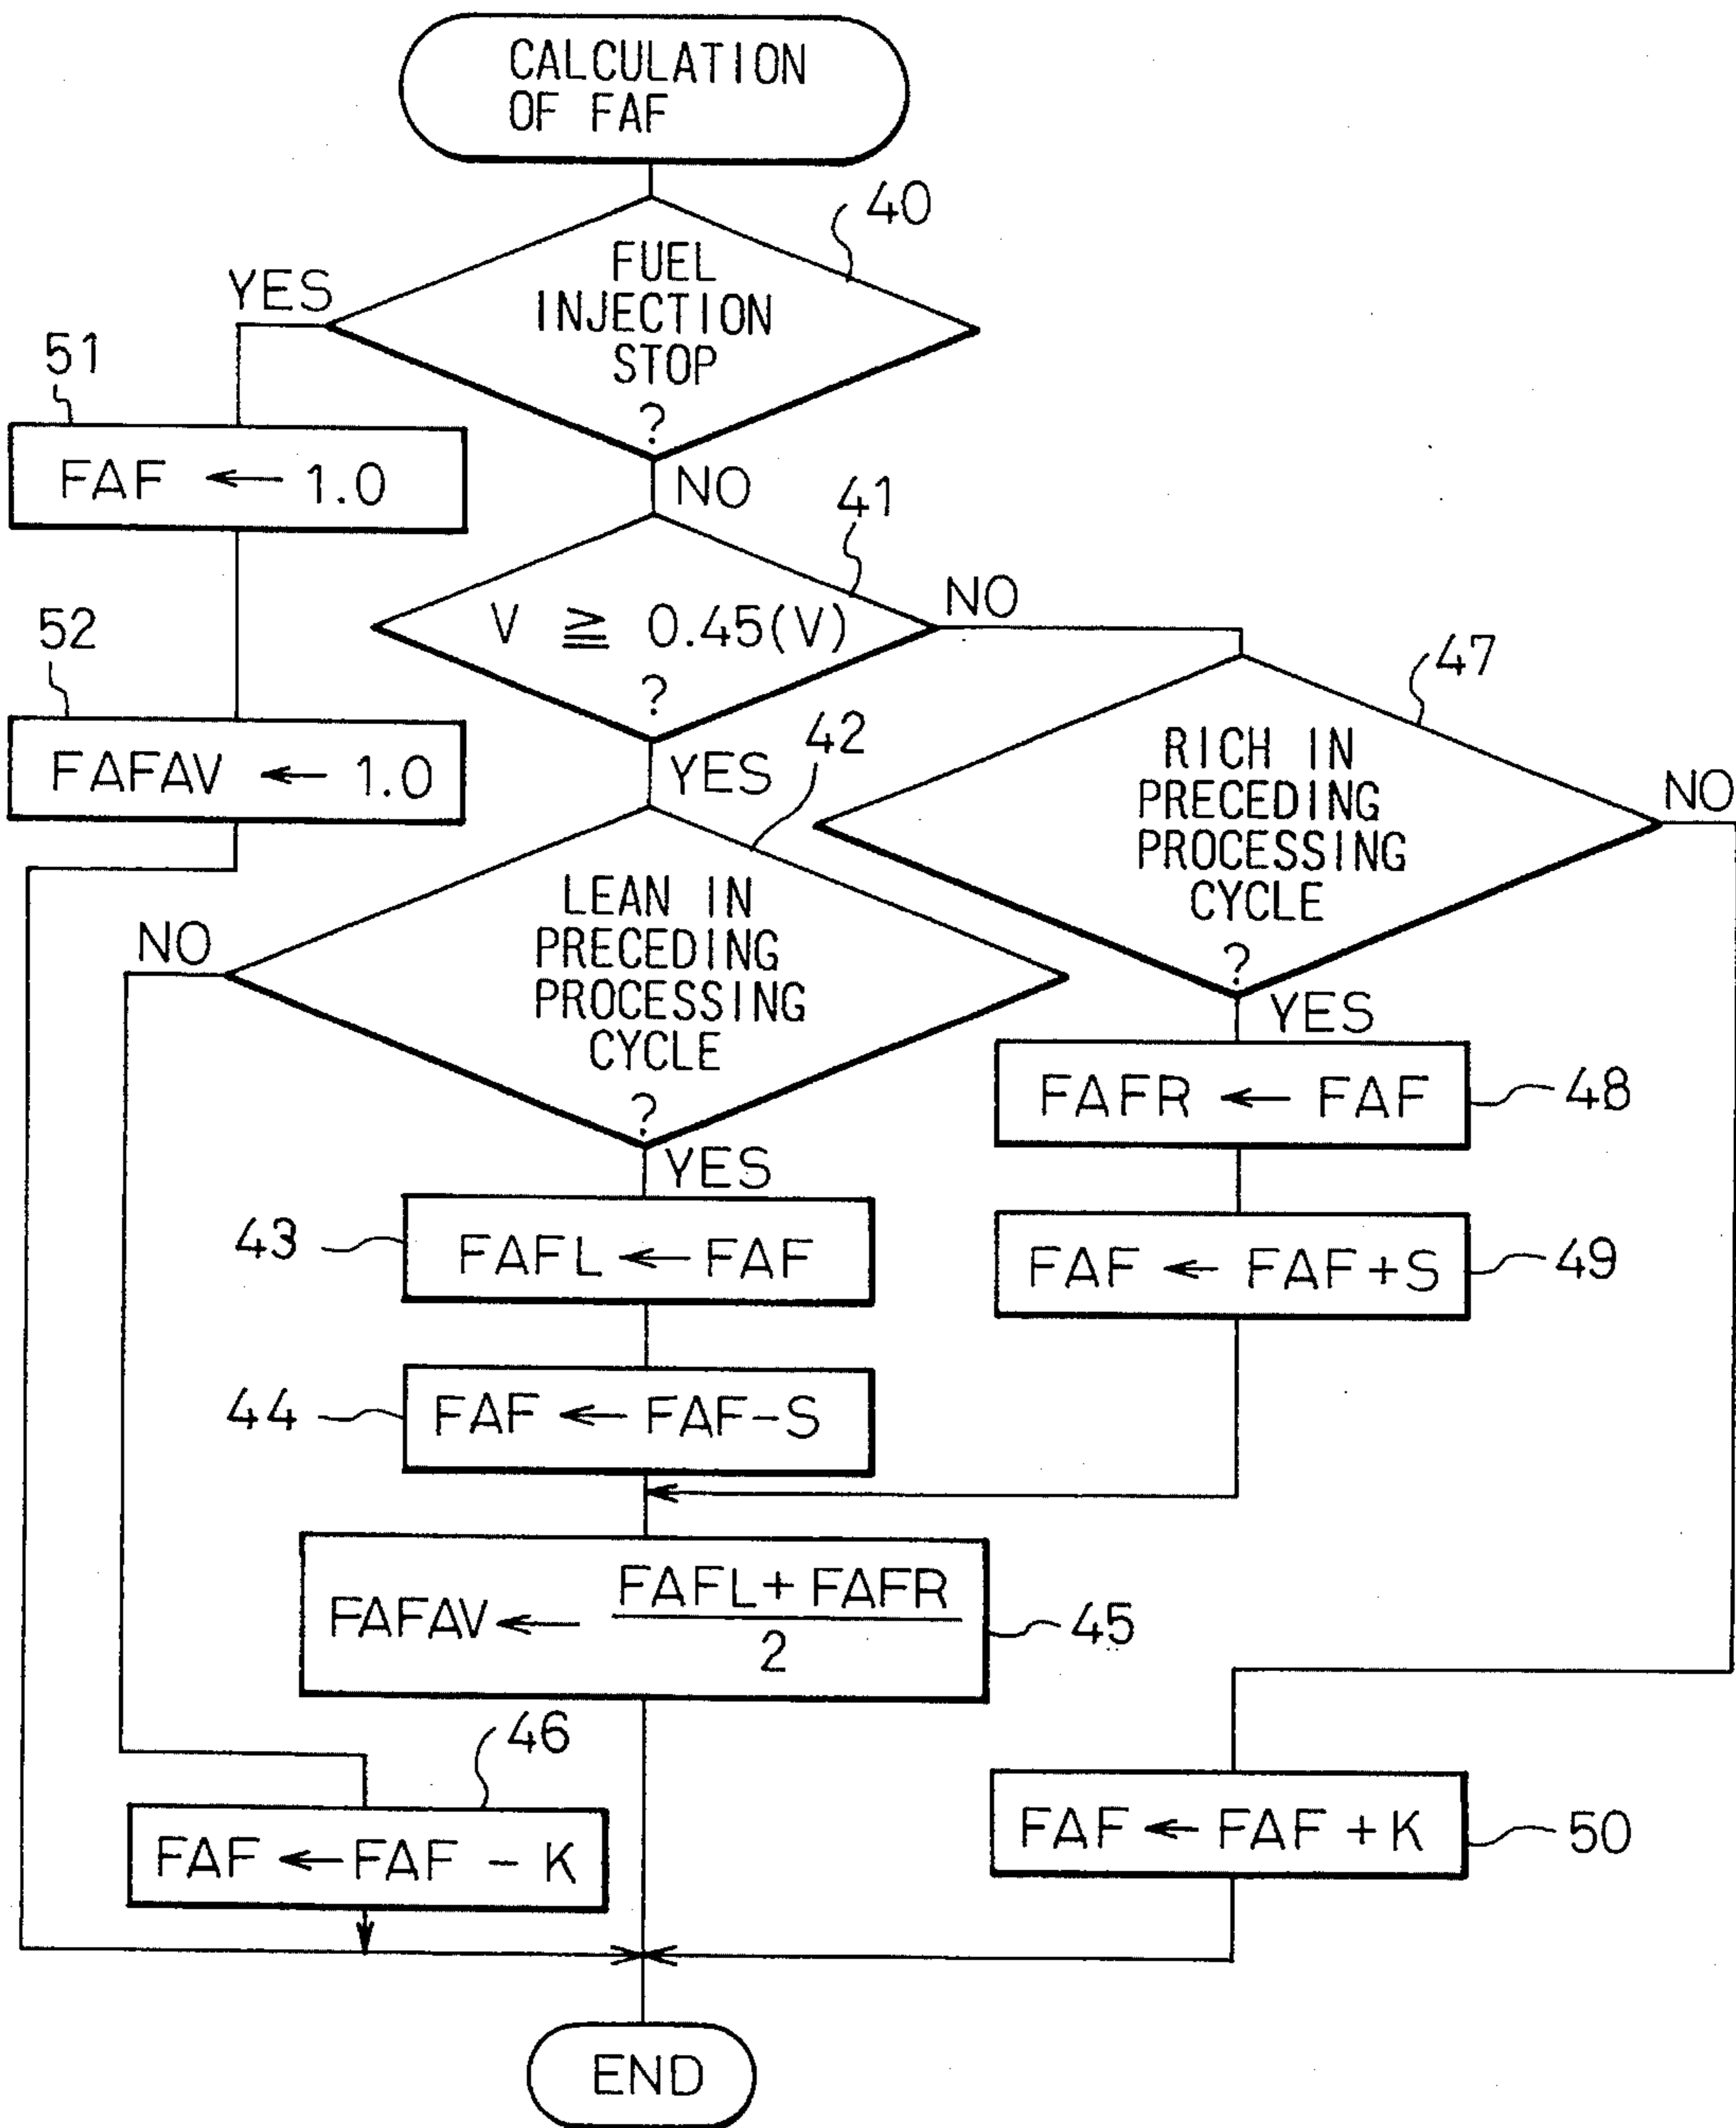 CALCULATION
OF FAF
40
FUEL
INJECTION
STOP
?
YES
NO
51
FAF ← 1.0
52
FAFAV ← 1.0
41
V ≧ 0.45(V)
?
NO
YES
47
RICH IN
PRECEDING
PROCESSING
CYCLE
?
NO
YES
42
LEAN IN
PRECEDING
PROCESSING
CYCLE
?
NO
YES
48
FAFR ← FAF
49
FAF ← FAF+S
43
FAFL ← FAF
44
FAF ← FAF-S
45
FAFAV ← FAFL+FAFR
2
46
FAF ← FAF - K
50
FAF ← FAF + K
END